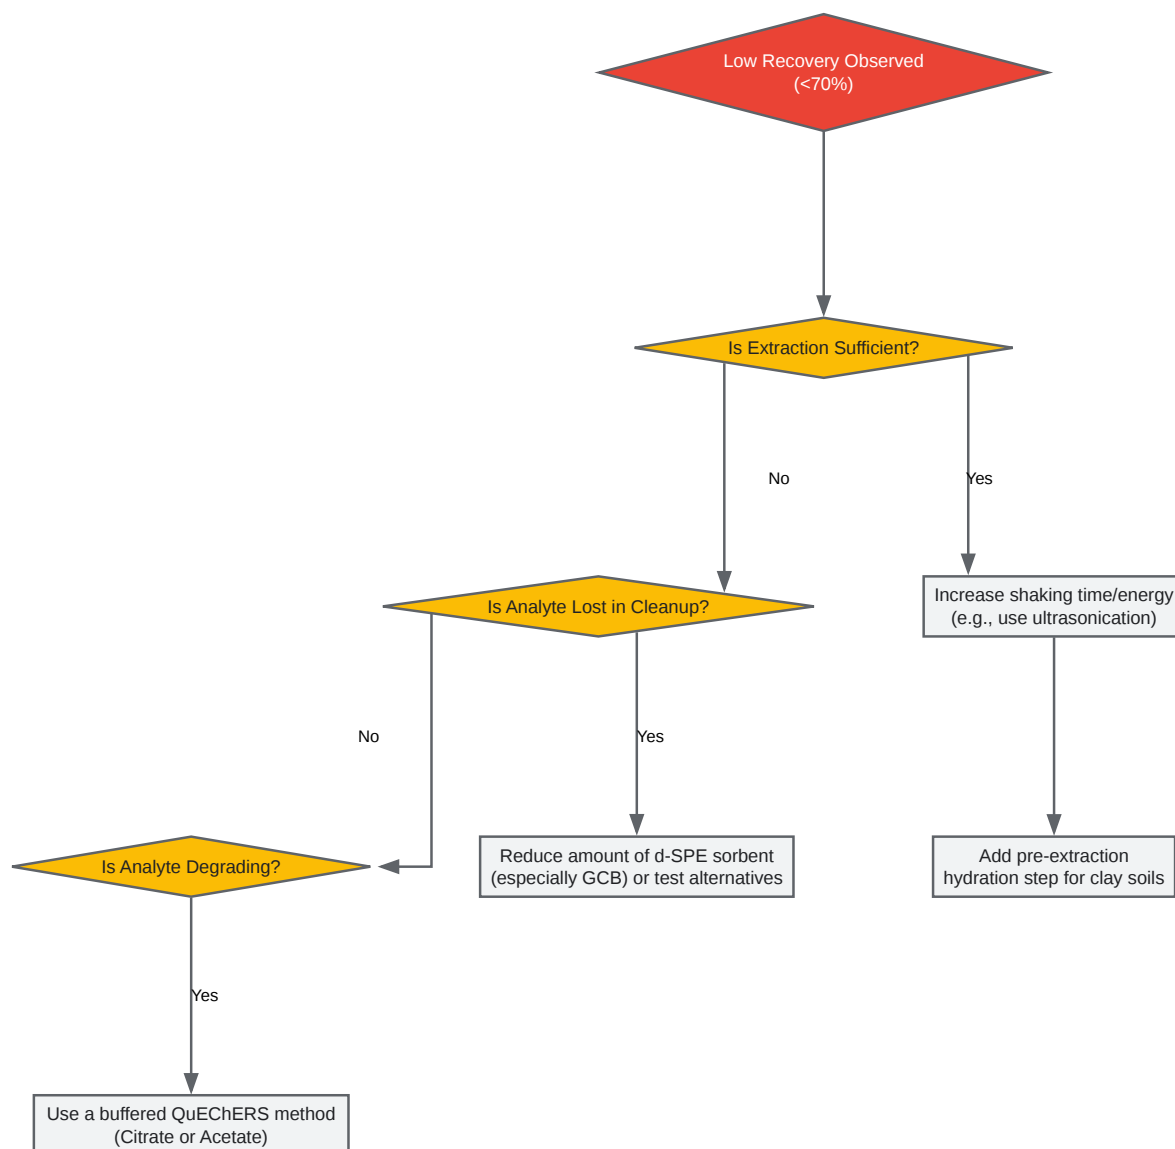 Low Recovery Observed
(<70%)
Is Extraction Sufficient?
No
Yes
Is Analyte Lost in Cleanup?
Increase shaking time/energy
(e.g., use ultrasonication)
No
Yes
Is Analyte Degrading?
Reduce amount of d-SPE sorbent
(especially GCB) or test alternatives
Add pre-extraction
hydration step for clay soils
Yes
Use a buffered QuEChERS method
(Citrate or Acetate)